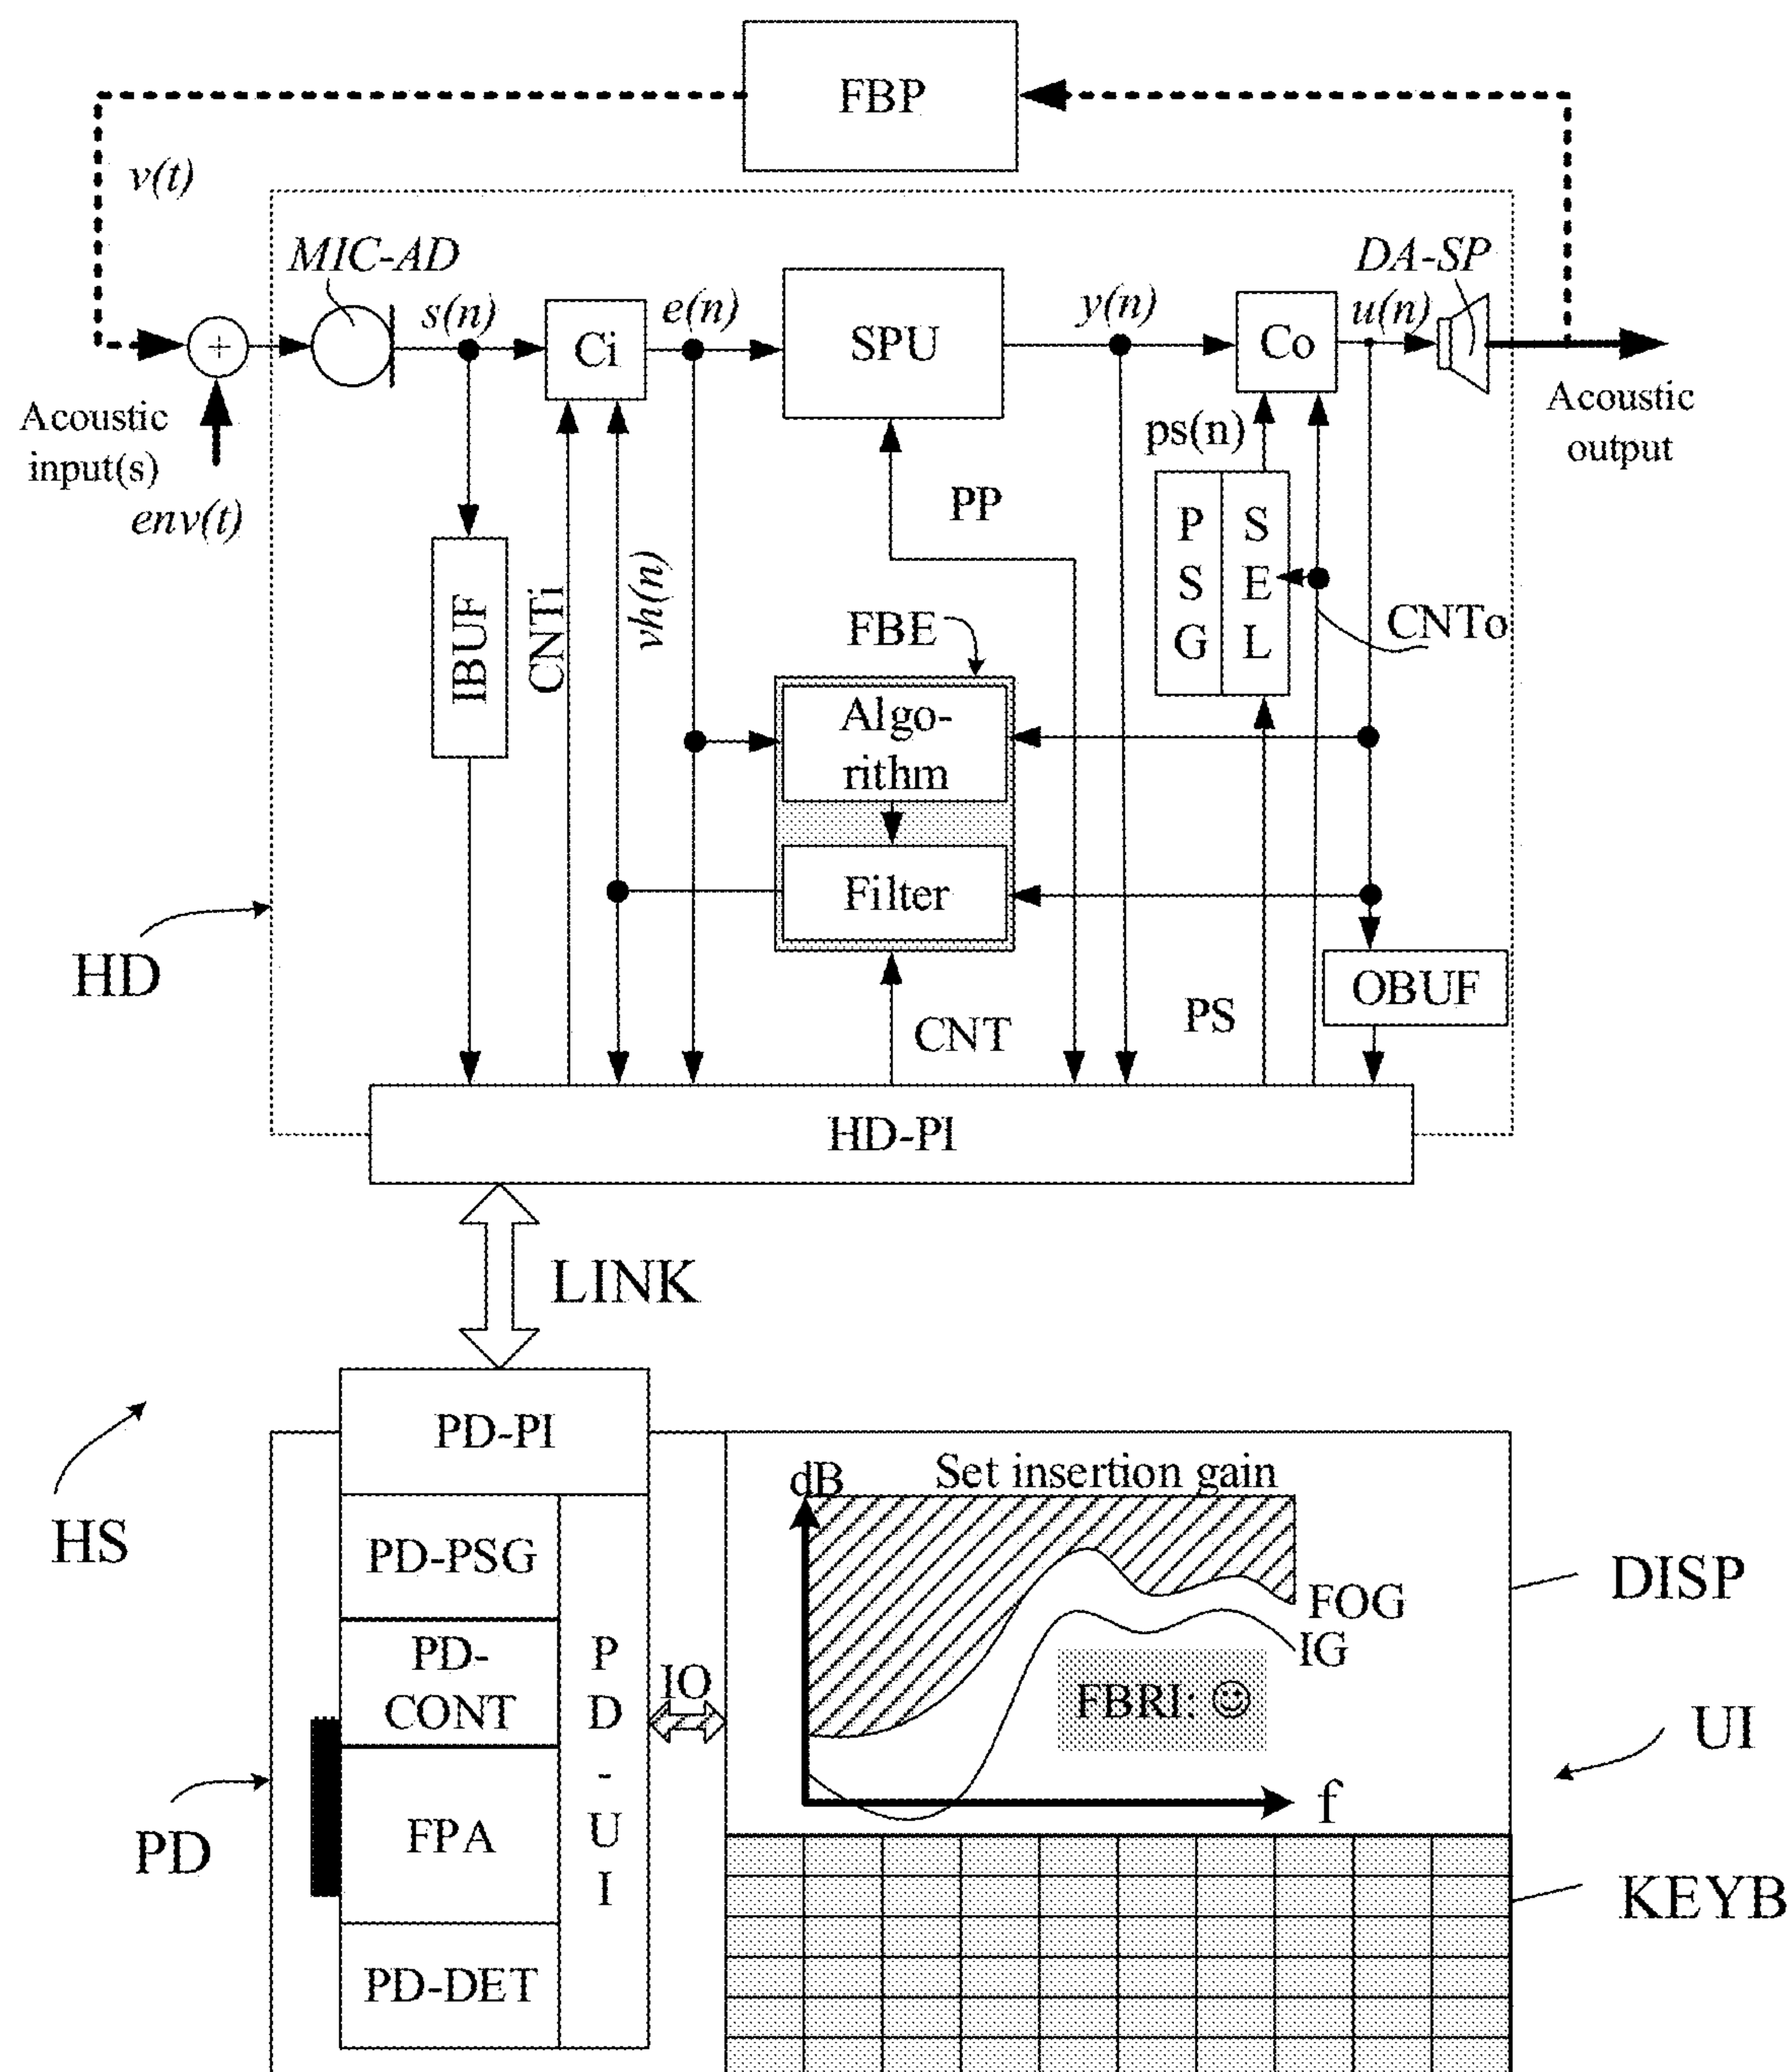 FBP
v(t)
MIC-AD
DA-SP
s(n)
e(n)
y(n)
u(n)
+
Ci
SPU
Co
Acoustic
input(s)
env(t)
Acoustic
output
ps(n)
PP
P
S
G
S
E
L
IBUF
CNTi
vh(n)
FBE
CNTo
Algo-
rithm
Filter
HD
OBUF
CNT
PS
HD-PI
LINK
PD-PI
HS
PD-PSG
PD-
CONT
FPA
PD-DET
P
D
-
U
I
IO
dB
Set insertion gain
FOG
IG
FBRI: ☺
f
DISP
UI
PD
KEYB